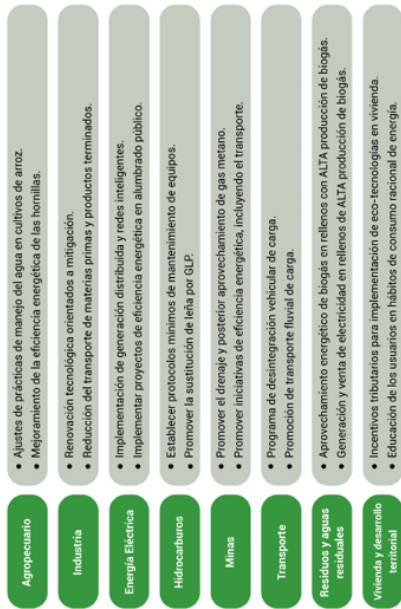 Agropecuario
• Ajustes de prácticas de manejo del agua en cultivos de arroz.
• Mejoramiento de la eficiencia energética de las hornillas.
Industria
• Renovación tecnológica orientados a mitigación.
• Reducción del transporte de materias primas y productos terminados.
Energía Eléctrica
• Implementación de generación distribuida y redes inteligentes.
• Implementar proyectos de eficiencia energética en alumbrado público.
Hidrocarburos
• Establecer protocolos mínimos de mantenimiento de equipos.
• Promover la sustitución de leña por GLP.
Minas
• Promover el drenaje y posterior aprovechamiento de gas metano.
• Promover iniciativas de eficiencia energética, incluyendo el transporte.
Transporte
• Programa de desintegración vehicular de carga.
• Promoción de transporte fluvial de carga.
Residuos y aguas
residuales
• Aprovechamiento energético de biogás en rellenos con ALTA producción de biogás.
• Generación y venta de electricidad en rellenos de ALTA producción de biogás.
Vivienda y desarrollo
territorial
• Incentivos tributarios para implementación de eco-tecnologías en vivienda.
• Educación de los usuarios en hábitos de consumo racional de energía.